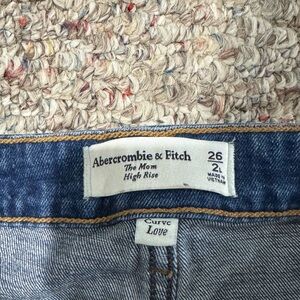 Abercrombie & Fitch
The Mom
High Rise
26
2L
MADE IN
VIETNAM
Curve
Love